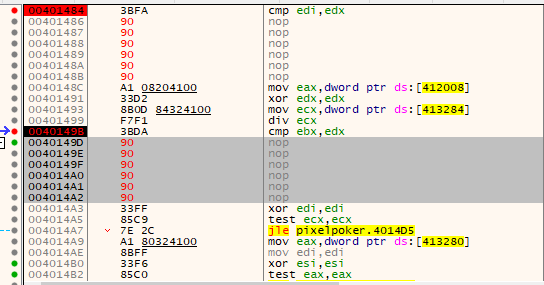 00401484 3BFA cmp edi,edx
00401486 90 nop
00401487 90 nop
00401488 90 nop
00401489 90 nop
0040148A 90 nop
0040148B 90 nop
0040148C A1 08204100 mov eax,dword ptr ds:[412008]
00401491 33D2 xor edx,edx
00401493 8B0D 84324100 mov ecx,dword ptr ds:[413284]
00401499 F7F1 div ecx
0040149B 3BDA cmp ebx,edx
0040149D 90 nop
0040149E 90 nop
0040149F 90 nop
004014A0 90 nop
004014A1 90 nop
004014A2 90 nop
004014A3 33FF xor edi,edi
004014A5 85C9 test ecx,ecx
004014A7 7E 2C jle pixelpoker.4014D5
004014A9 A1 80324100 mov eax,dword ptr ds:[413280]
004014AE 8BFF mov edi,edi
004014B0 33F6 xor esi,esi
004014B2 85C0 test eax,eax